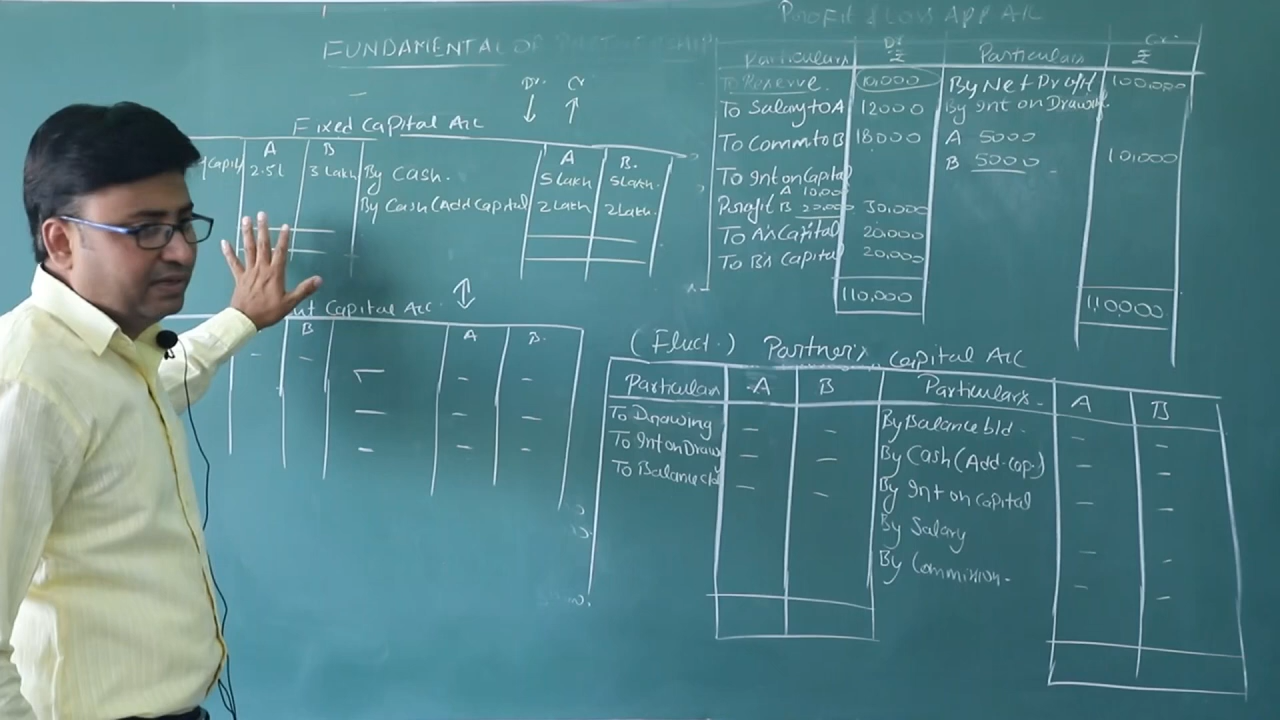 FUNDAMENTAL OF PARTNERSHIP
Dr. Cr
Fixed Capital A/c
A B A B.
Capital 2.5L 3 Lakh By Cash. 5 Lakh 5 Lakh.
By Cash (Add Capital 2 Lakh 2 Lakh.
Capital A/c.
B A B.
Profit & Loss App A/c
Particulars Dr. ₹ Particulars Cr. ₹
To Reserve 10,000 By Net Profit 100,000
To Salary to A 12000 By Int on Drawing
To Comm to B 18000 A 5000
B 5000 10,000
To Int on Capital
A 10,000
Profit B 20,000 30,000
To A's Capital 20,000
To B's Capital 20,000
110,000 110,000
(Fluct.) Partner's Capital A/c
Particulars A B Particulars A B
To Drawing - - By Balance b/d - -
To Int on Draw - - By Cash (Add. cap.) - -
To Balance c/d - - By Int on Capital - -
By Salary - -
By Commission - -